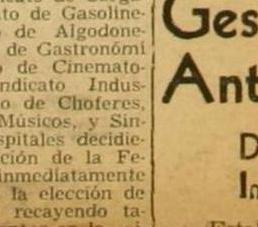 to de Gasoline-
de Algodone-
de Gastronómi
de Cinemato-
ndicato Indus-
o de Choferes,
Músicos, y Sin-
spitales decidie-
ción de la Fe-
inmediatamente
la elección de
recayendo ta-
Ges
Ant
D
In